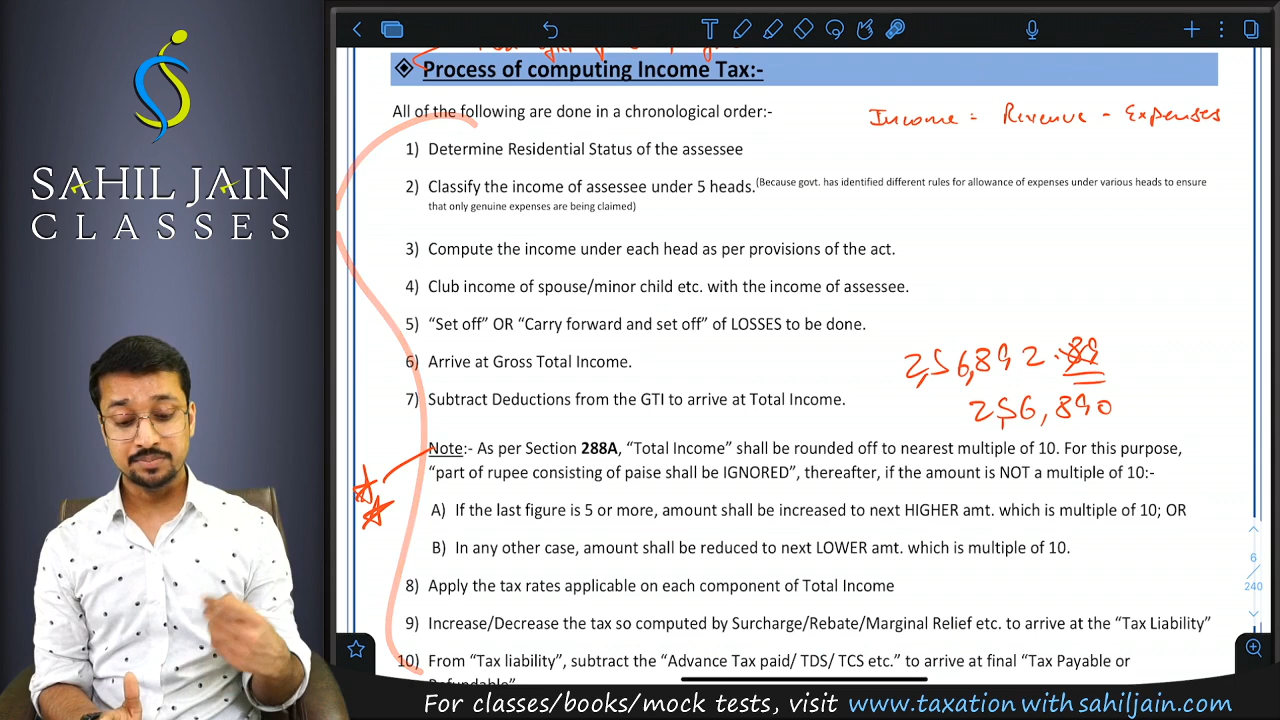 SAHIL JAIN
CLASSES
Process of computing Income Tax:-
All of the following are done in a chronological order:-
Income = Revenue - Expenses
1) Determine Residential Status of the assessee
2) Classify the income of assessee under 5 heads.(Because govt. has identified different rules for allowance of expenses under various heads to ensure
that only genuine expenses are being claimed)
3) Compute the income under each head as per provisions of the act.
4) Club income of spouse/minor child etc. with the income of assessee.
5) “Set off” OR “Carry forward and set off” of LOSSES to be done.
6) Arrive at Gross Total Income.
2,56,892.89
7) Subtract Deductions from the GTI to arrive at Total Income.
2,56,890
Note:- As per Section 288A, “Total Income” shall be rounded off to nearest multiple of 10. For this purpose,
“part of rupee consisting of paise shall be IGNORED”, thereafter, if the amount is NOT a multiple of 10:-
A) If the last figure is 5 or more, amount shall be increased to next HIGHER amt. which is multiple of 10; OR
B) In any other case, amount shall be reduced to next LOWER amt. which is multiple of 10.
6
240
8) Apply the tax rates applicable on each component of Total Income
9) Increase/Decrease the tax so computed by Surcharge/Rebate/Marginal Relief etc. to arrive at the “Tax Liability”
10) From “Tax liability”, subtract the “Advance Tax paid/ TDS/ TCS etc.” to arrive at final “Tax Payable or
Refundable”
For classes/books/mock tests, visit www.taxationwithsahiljain.com